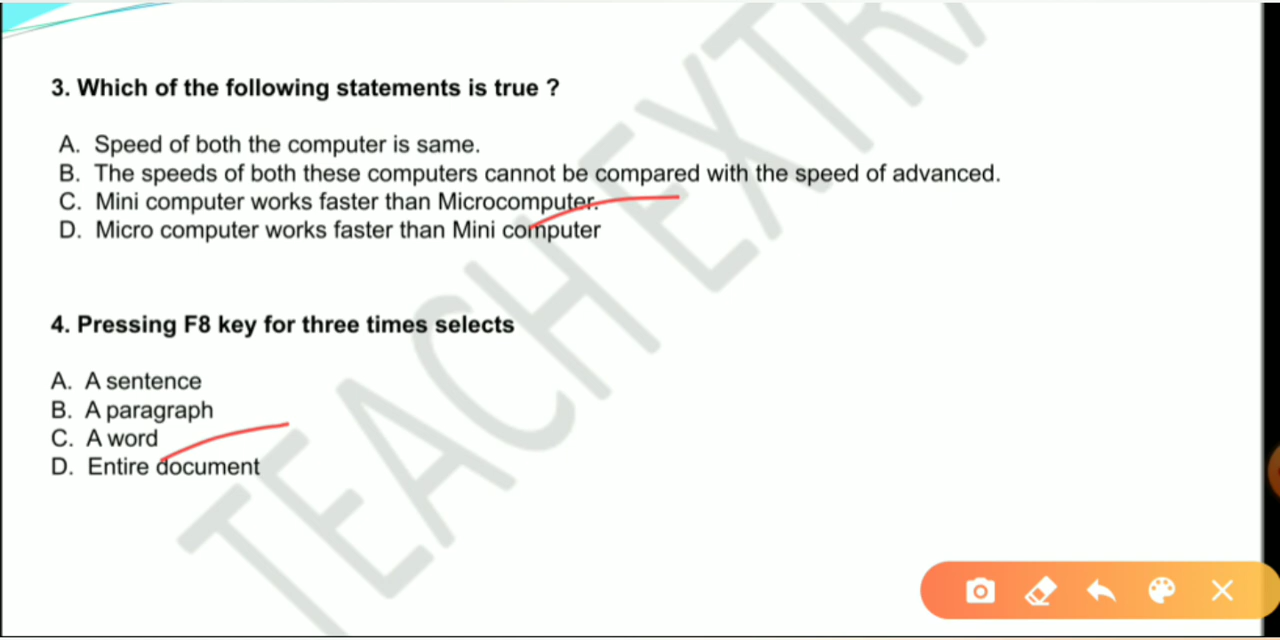 3. Which of the following statements is true ?
A. Speed of both the computer is same.
B. The speeds of both these computers cannot be compared with the speed of advanced.
C. Mini computer works faster than Microcomputer.
D. Micro computer works faster than Mini computer
4. Pressing F8 key for three times selects
A. A sentence
B. A paragraph
C. A word
D. Entire document
TEACH EXTRA